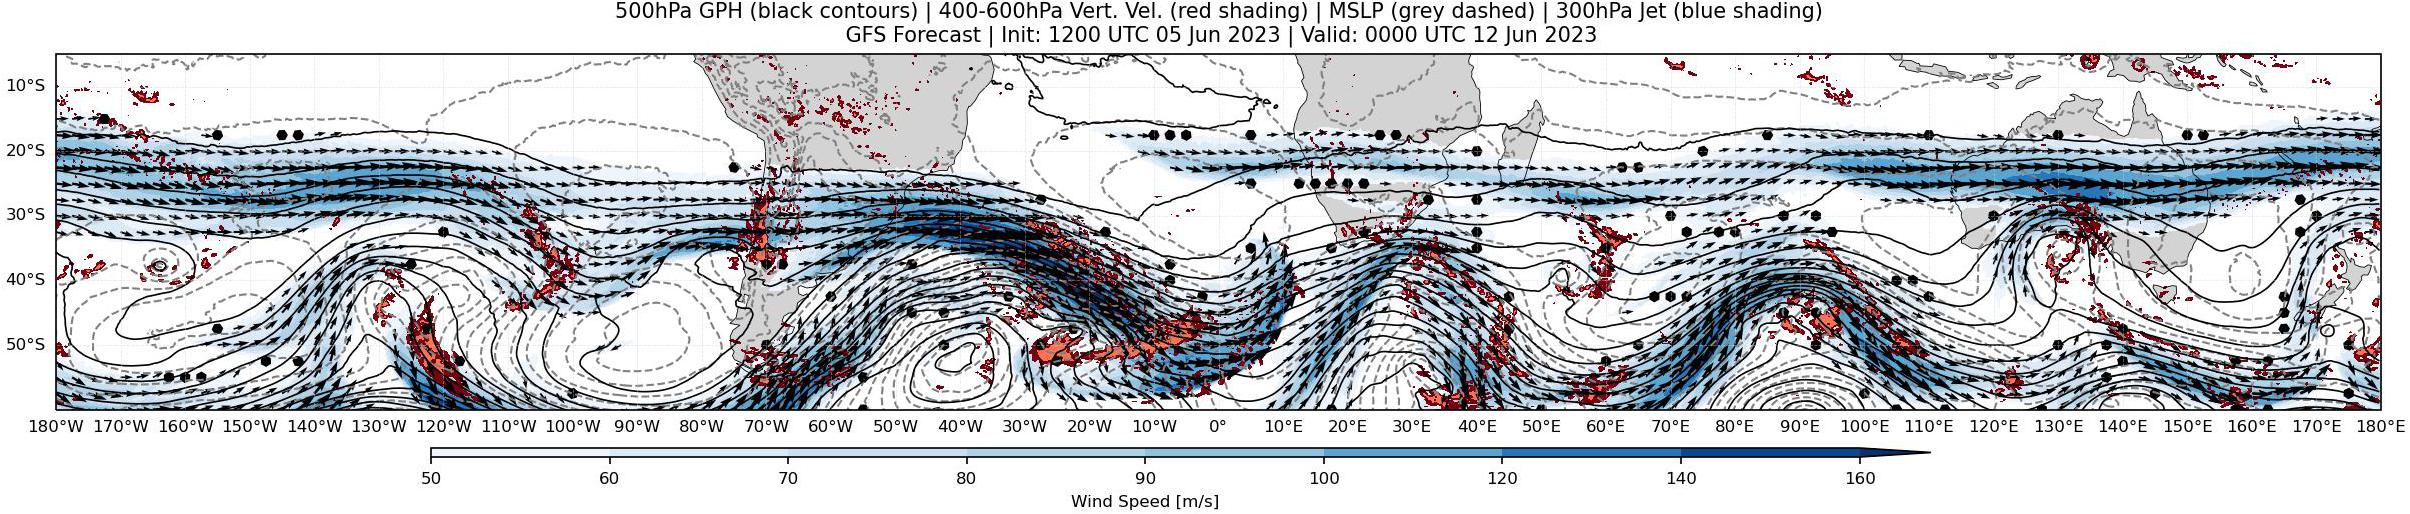 500hPa GPH (black contours) | 400-600hPa Vert. Vel. (red shading) | MSLP (grey dashed) | 300hPa Jet (blue shading)
GFS Forecast | Init: 1200 UTC 05 Jun 2023 | Valid: 0000 UTC 12 Jun 2023
10°S
20°S
30°S
40°S
50°S
180°W 170°W 160°W 150°W 140°W 130°W 120°W 110°W 100°W 90°W 80°W 70°W 60°W 50°W 40°W 30°W 20°W 10°W 0° 10°E 20°E 30°E 40°E 50°E 60°E 70°E 80°E 90°E 100°E 110°E 120°E 130°E 140°E 150°E 160°E 170°E 180°E
50 60 70 80 90 100 120 140 160
Wind Speed [m/s]